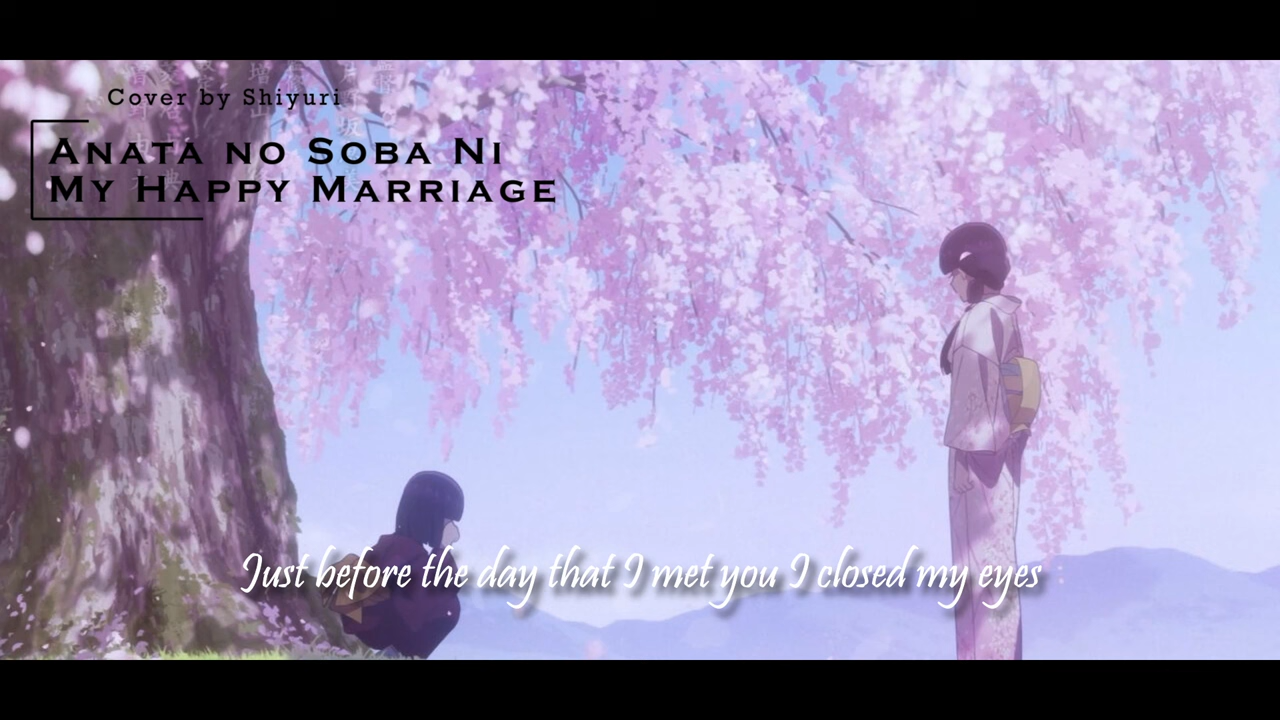 Cover by Shiyuri
Anata no Soba Ni
My Happy Marriage
Just before the day that I met you I closed my eyes